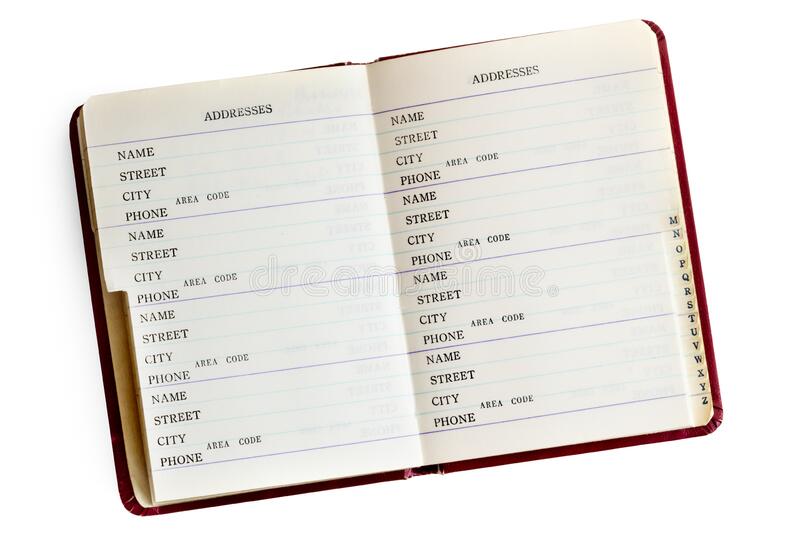 ADDRESSES
NAME
STREET
CITY
PHONE AREA CODE
NAME
STREET
CITY
PHONE AREA CODE
NAME
STREET
CITY
PHONE AREA CODE
NAME
STREET
CITY
PHONE AREA CODE
ADDRESSES
NAME
STREET
CITY
PHONE AREA CODE
NAME
STREET
CITY
PHONE AREA CODE
NAME
STREET
CITY
PHONE AREA CODE
NAME
STREET
CITY
PHONE AREA CODE
M
N
O
P
Q
R
S
T
U
V
W
X
Y
Z
dreamstime.com